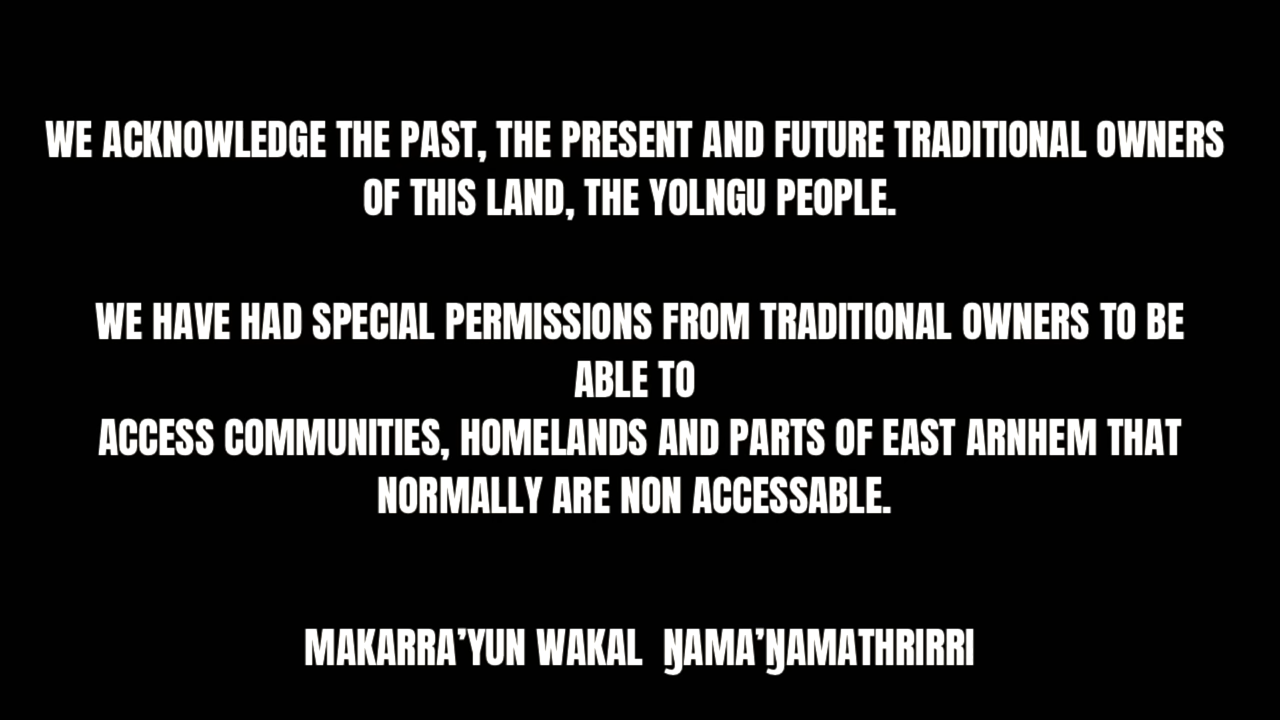 WE ACKNOWLEDGE THE PAST, THE PRESENT AND FUTURE TRADITIONAL OWNERS
OF THIS LAND, THE YOLNGU PEOPLE.
WE HAVE HAD SPECIAL PERMISSIONS FROM TRADITIONAL OWNERS TO BE
ABLE TO
ACCESS COMMUNITIES, HOMELANDS AND PARTS OF EAST ARNHEM THAT
NORMALLY ARE NON ACCESSABLE.
MAKARRA’YUN WAKAL ŊAMA’ŊAMATHRIRRI